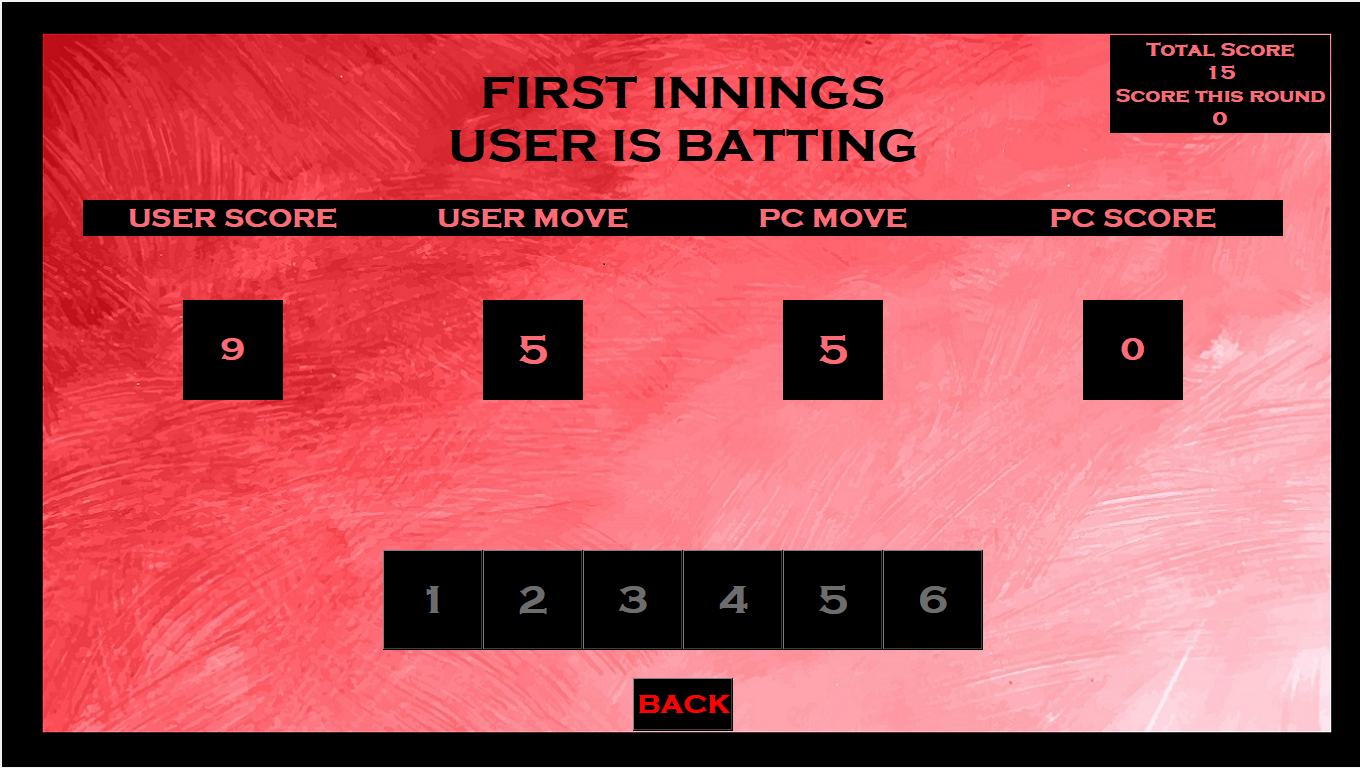 Total Score
15
Score this round
0
FIRST INNINGS
USER IS BATTING
USER SCORE USER MOVE PC MOVE PC SCORE
9 5 5 0
1 2 3 4 5 6
BACK